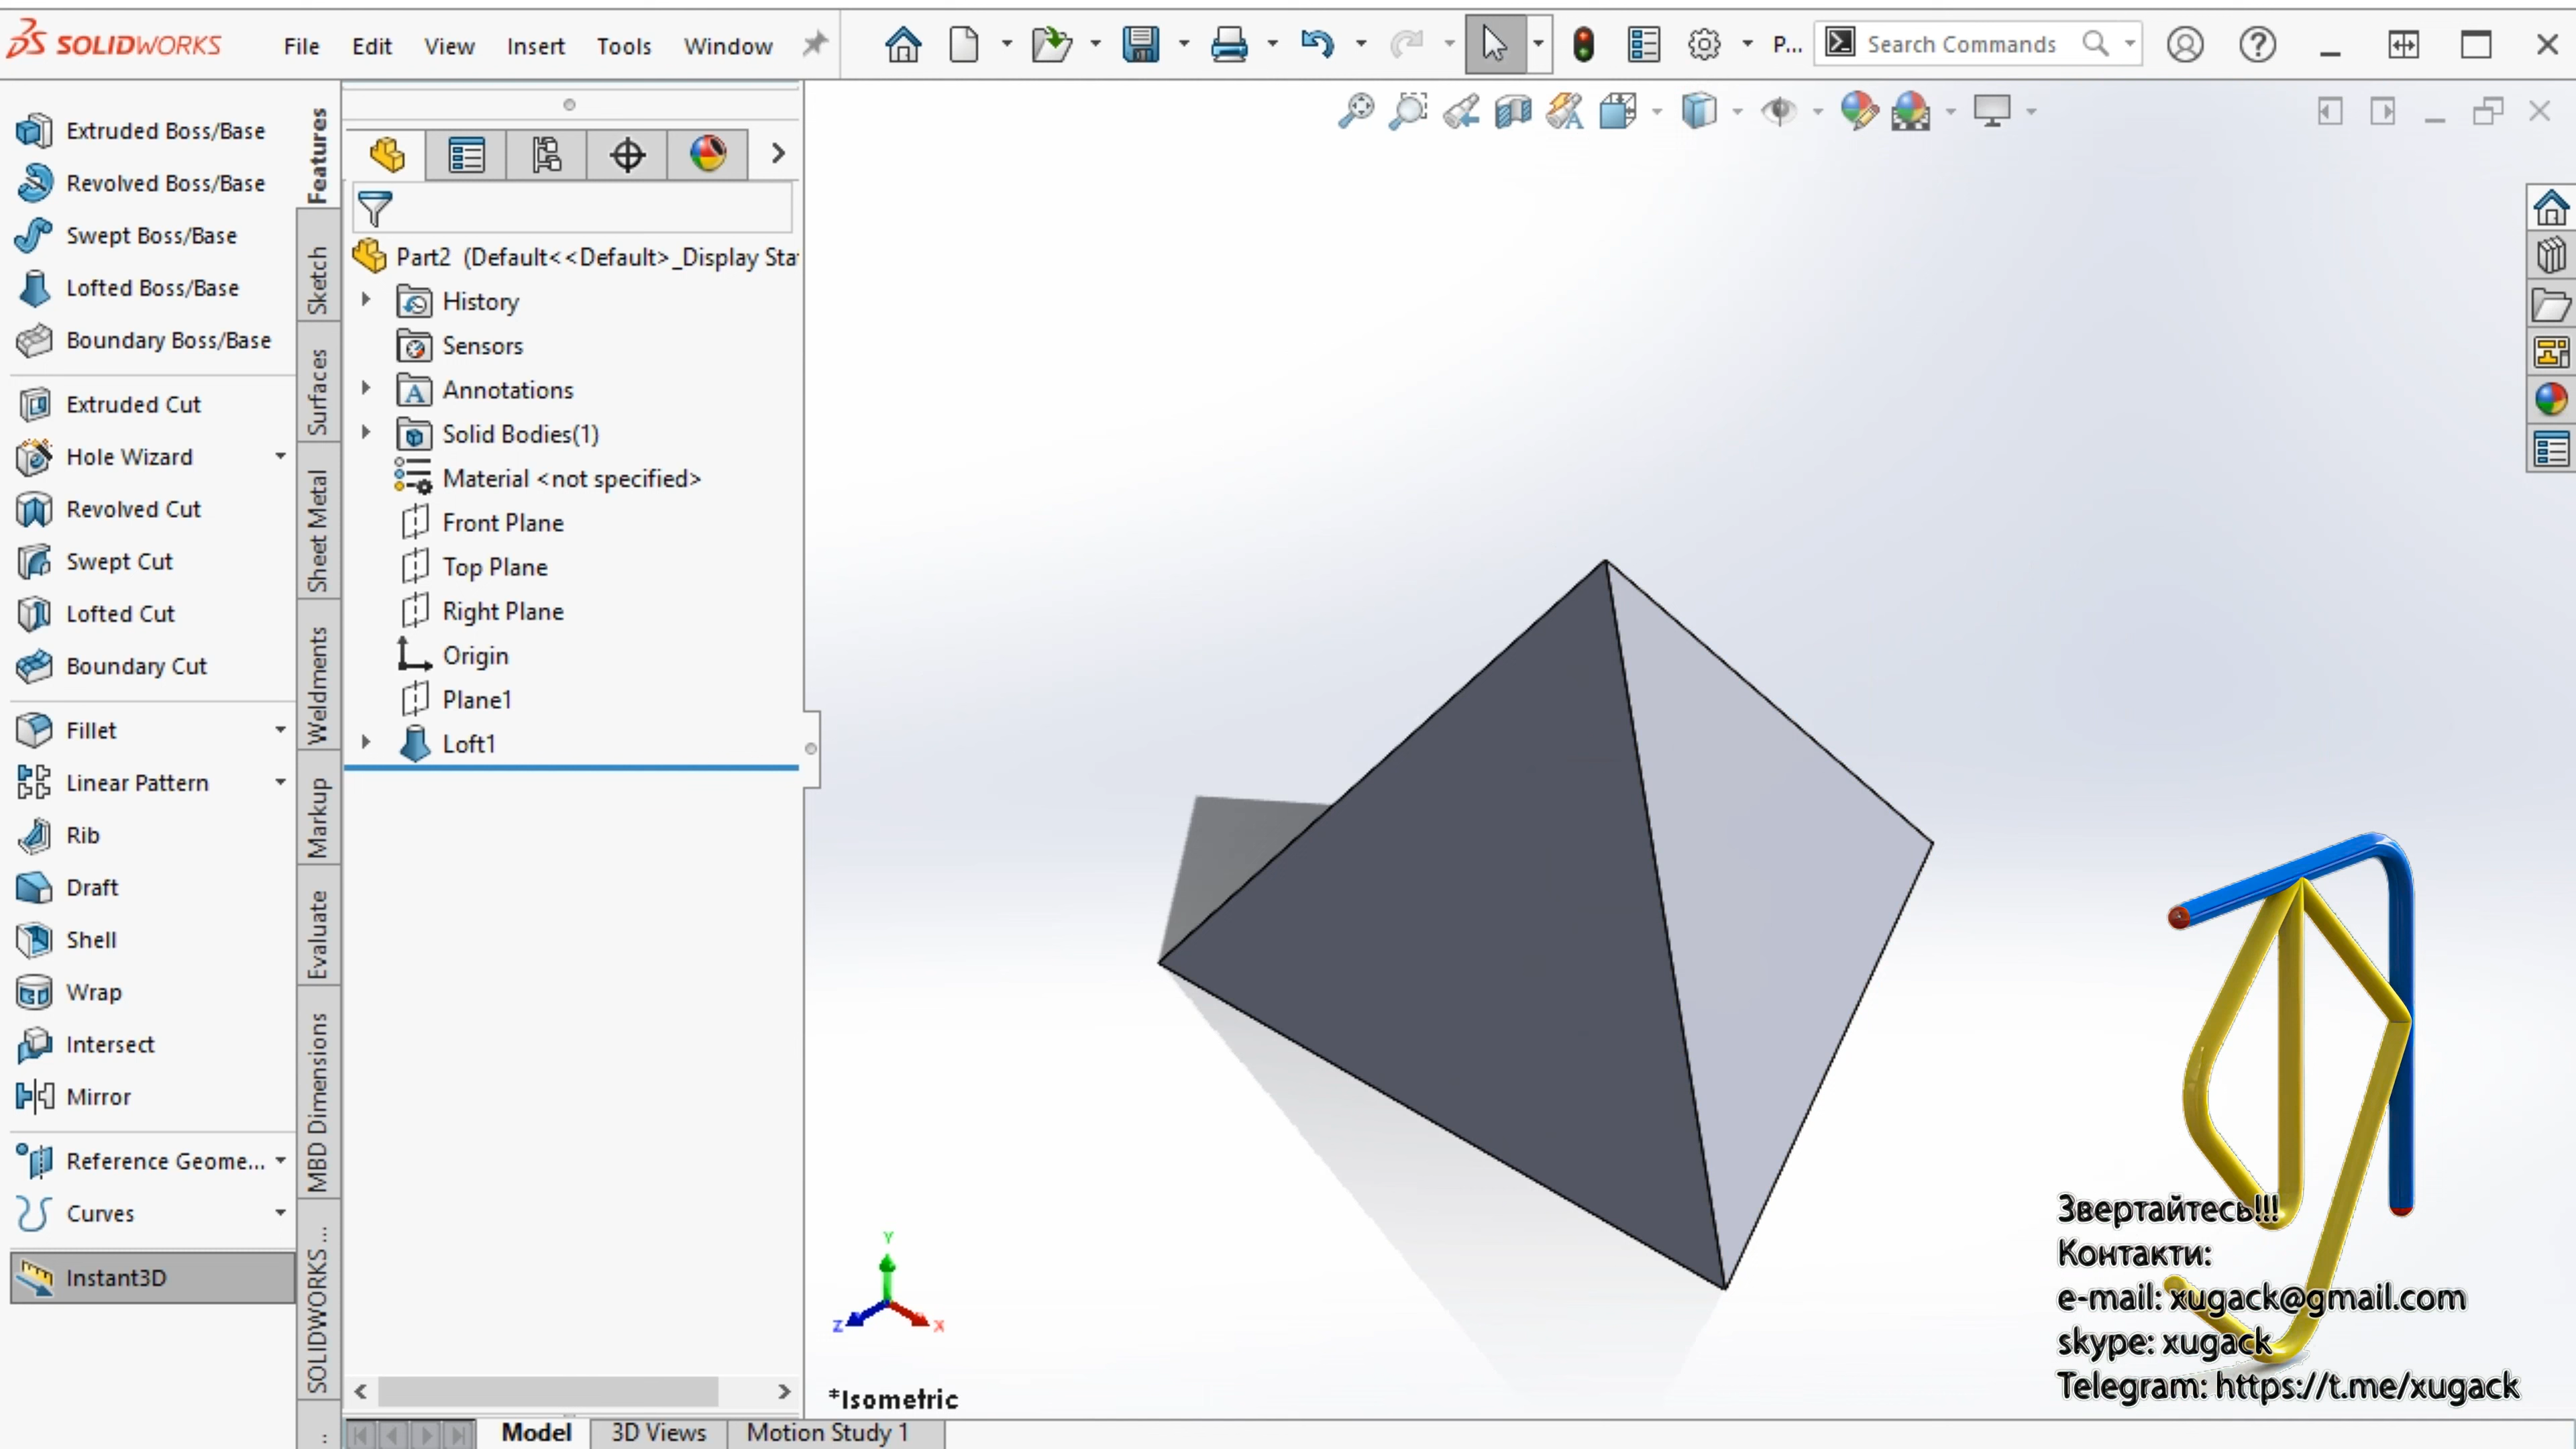 SOLIDWORKS File Edit View Insert Tools Window P... Search Commands
Extruded Boss/Base
Revolved Boss/Base
Swept Boss/Base
Lofted Boss/Base
Boundary Boss/Base
Extruded Cut
Hole Wizard
Revolved Cut
Swept Cut
Lofted Cut
Boundary Cut
Fillet
Linear Pattern
Rib
Draft
Shell
Wrap
Intersect
Mirror
Reference Geome...
Curves
Instant3D
Features
Sketch
Surfaces
Sheet Metal
Weldments
Markup
Evaluate
MBD Dimensions
SOLIDWORKS ...
Part2 (Default<<Default>_Display Sta
History
Sensors
Annotations
Solid Bodies(1)
Material <not specified>
Front Plane
Top Plane
Right Plane
Origin
Plane1
Loft1
Y
Z X
*Isometric
Звертайтесь!!!
Контакти:
e-mail: xugack@gmail.com
skype: xugack
Telegram: https://t.me/xugack
Model 3D Views Motion Study 1